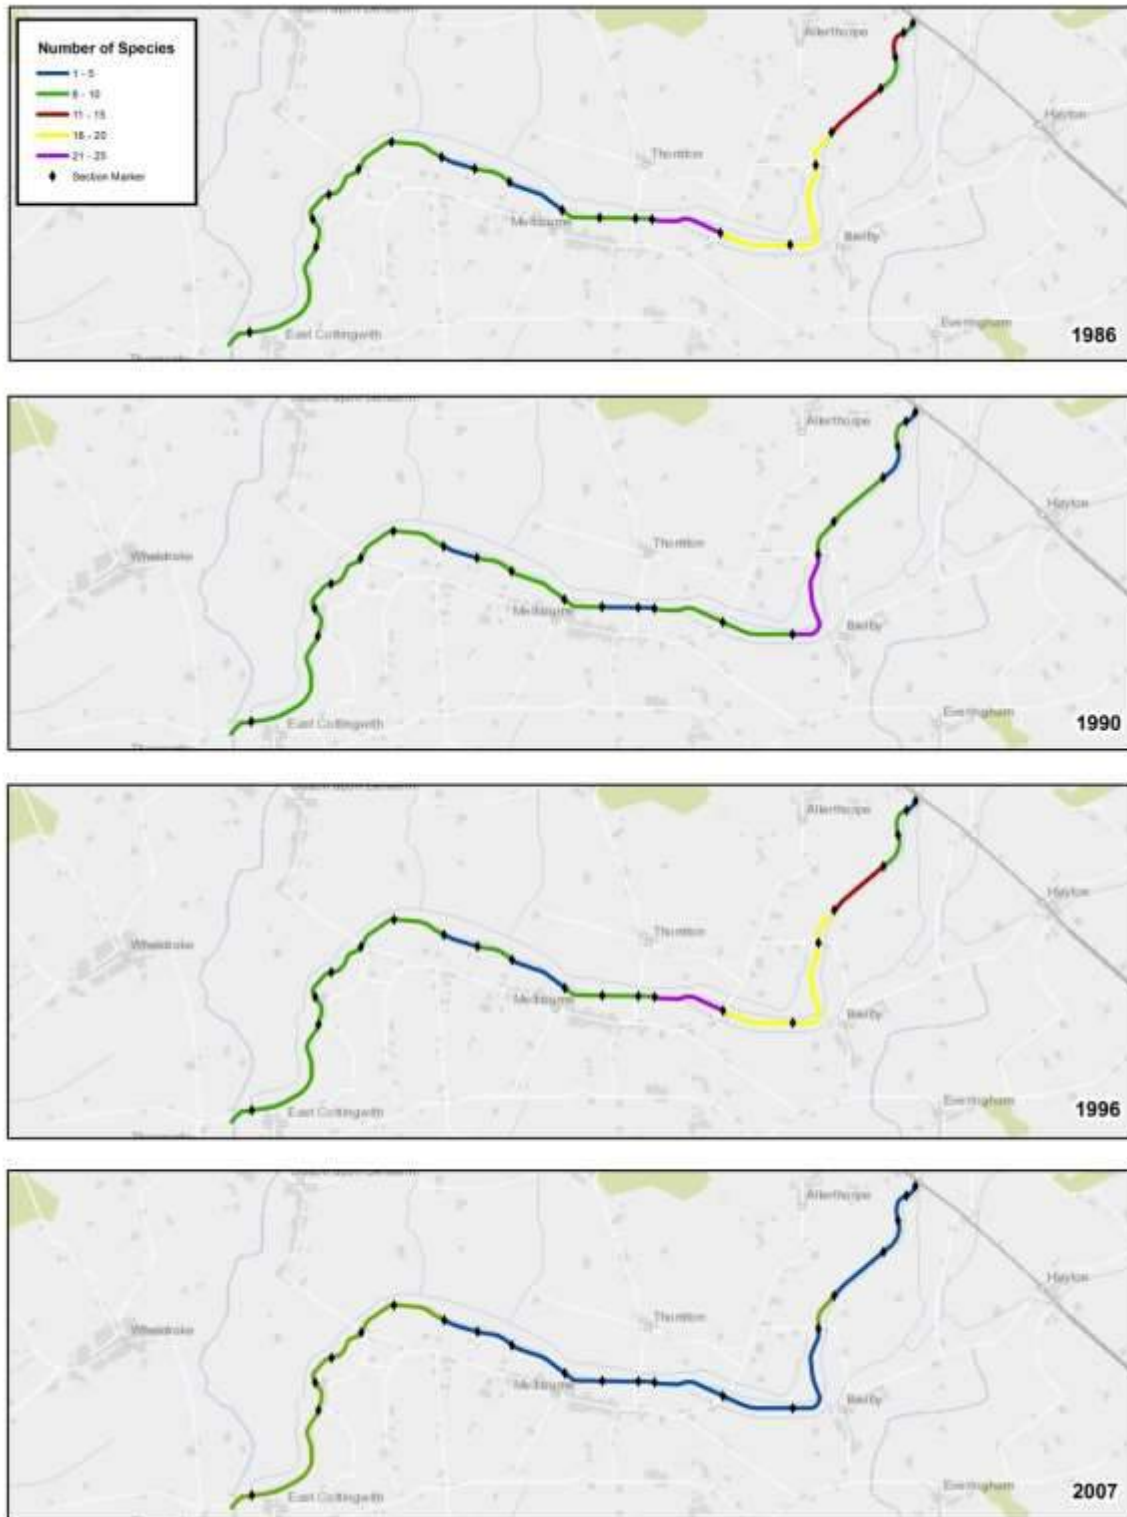 Number of Species
1 - 5
6 - 10
11 - 15
16 - 20
21 - 25
Section Marker
Allerthorpe
Hayton
Thornton
Melbourne
Bielby
Everingham
East Cottingwith
1986
Allerthorpe
Hayton
Wheldrake
Thornton
Melbourne
Bielby
Everingham
East Cottingwith
1990
Allerthorpe
Hayton
Wheldrake
Thornton
Melbourne
Bielby
Everingham
East Cottingwith
1996
Allerthorpe
Hayton
Wheldrake
Thornton
Melbourne
Bielby
Everingham
East Cottingwith
2007